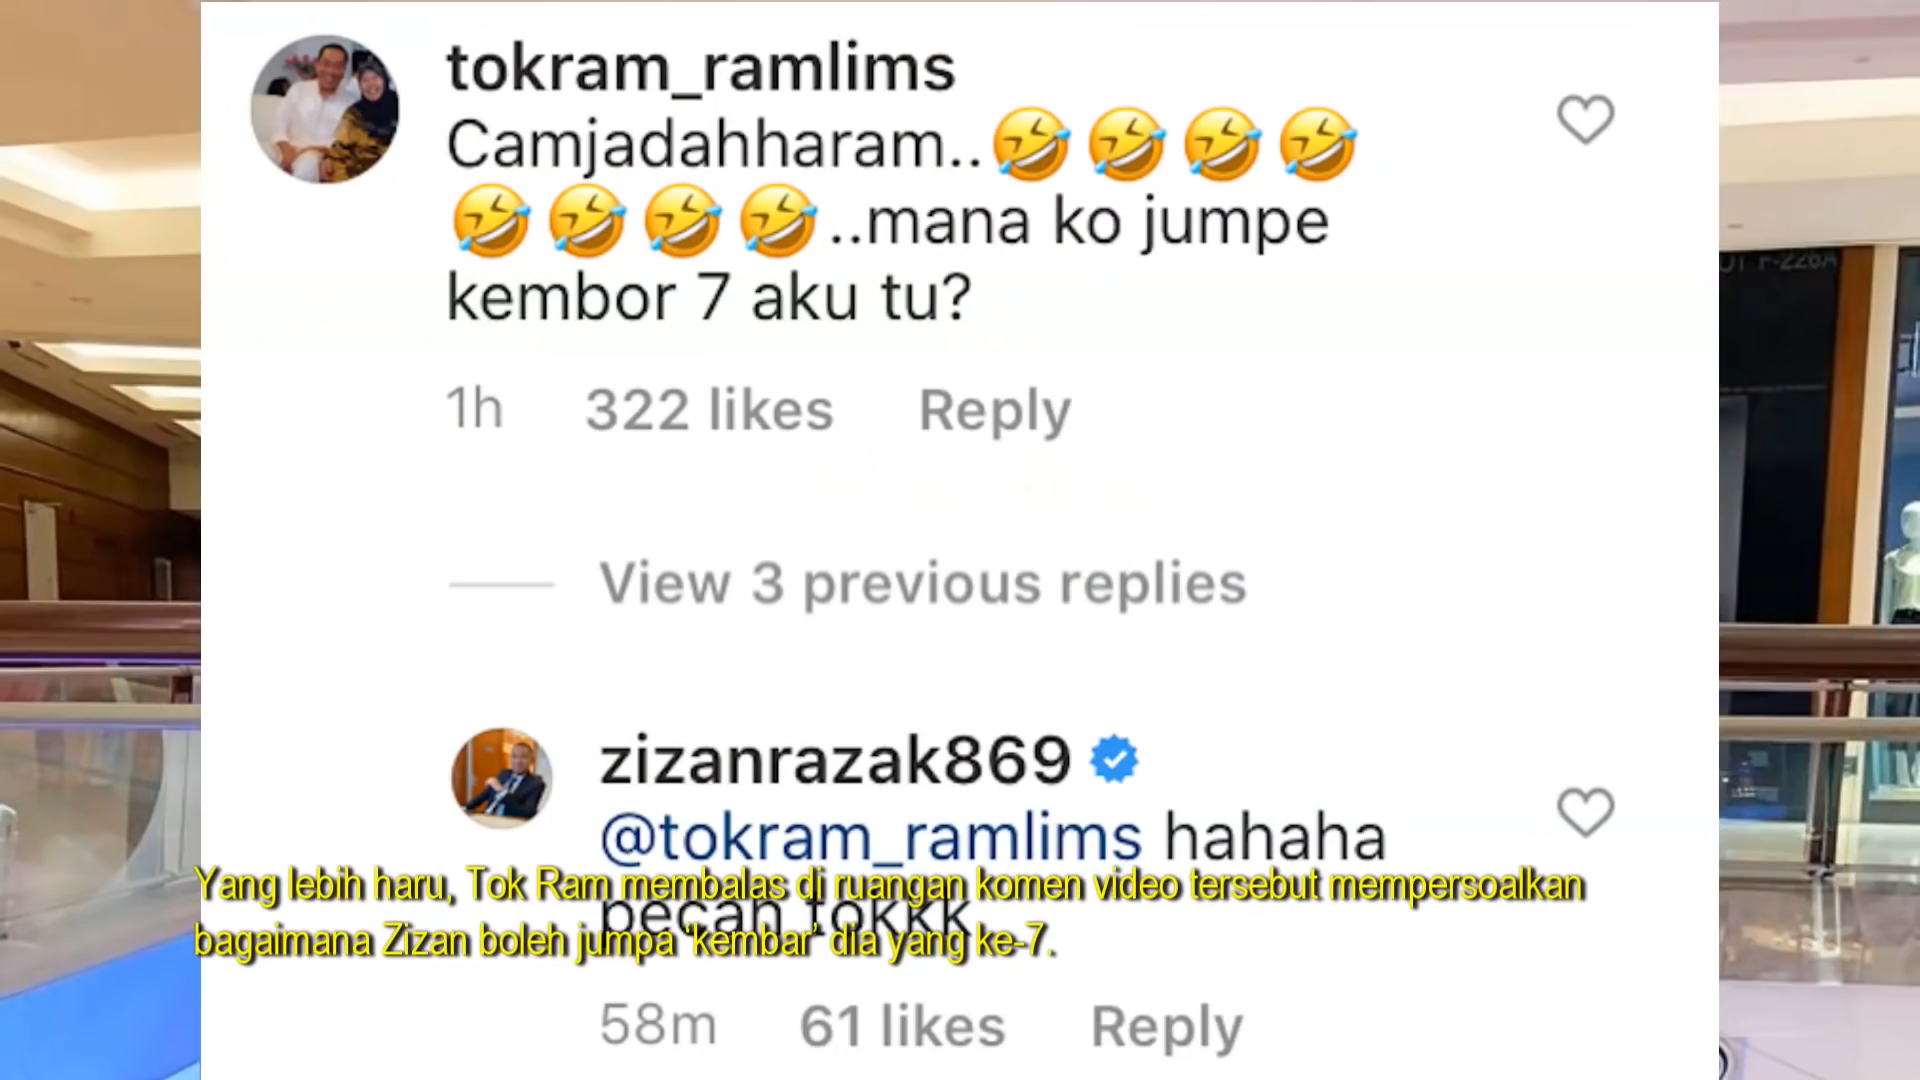 tokram_ramlims
Camjadahharam..🤣🤣🤣🤣
🤣🤣🤣🤣..mana ko jumpe
kembor 7 aku tu?
1h 322 likes Reply
View 3 previous replies
zizanrazak869
@tokram_ramlims hahaha
pecah tokkk
Yang lebih haru, Tok Ram membalas di ruangan komen video tersebut mempersoalkan
bagaimana Zizan boleh jumpa ‘kembar’ dia yang ke-7.
58m 61 likes Reply